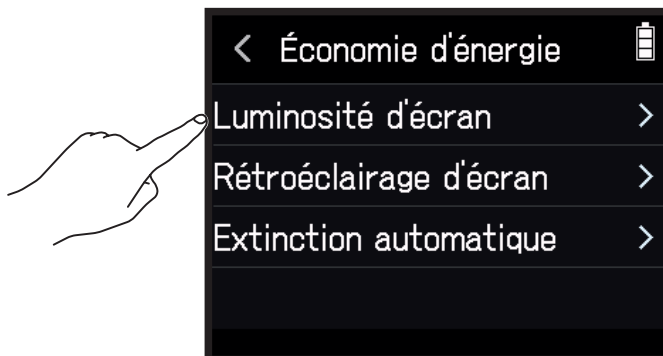 Économie d'énergie
Luminosité d'écran
Rétroéclairage d'écran
Extinction automatique